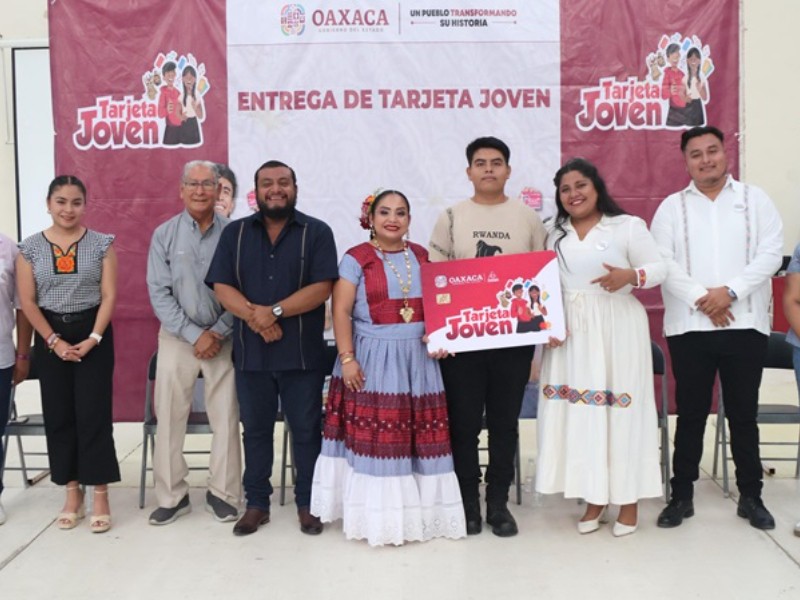 OAXACA
GOBIERNO DEL ESTADO
UN PUEBLO TRANSFORMANDO
SU HISTORIA
ENTREGA DE TARJETA JOVEN
Tarjeta
Joven
Tarjeta
Joven
RWANDA
OAXACA
Tarjeta
Joven